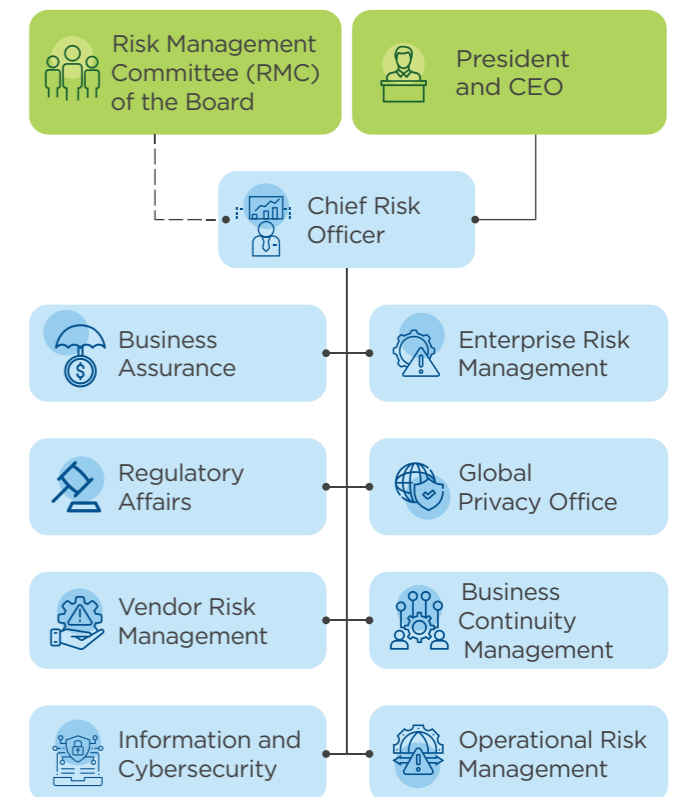 Risk Management
Committee (RMC)
of the Board
President
and CEO
Chief Risk
Officer
Business
Assurance
Enterprise Risk
Management
Regulatory
Affairs
Global
Privacy Office
Vendor Risk
Management
Business
Continuity
Management
Information and
Cybersecurity
Operational Risk
Management